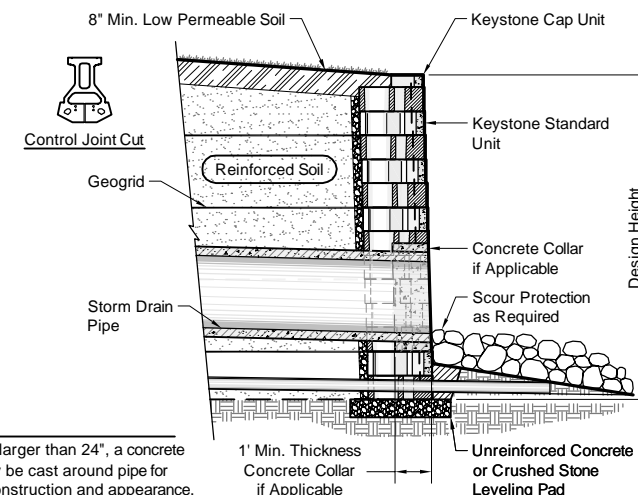 8" Min. Low Permeable Soil
Keystone Cap Unit
Control Joint Cut
Keystone Standard
Unit
Reinforced Soil
Geogrid
Design Height
Concrete Collar
if Applicable
Storm Drain
Pipe
Scour Protection
as Required
larger than 24", a concrete
be cast around pipe for
onstruction and appearance.
1' Min. Thickness
Concrete Collar
if Applicable
Unreinforced Concrete
or Crushed Stone
Leveling Pad